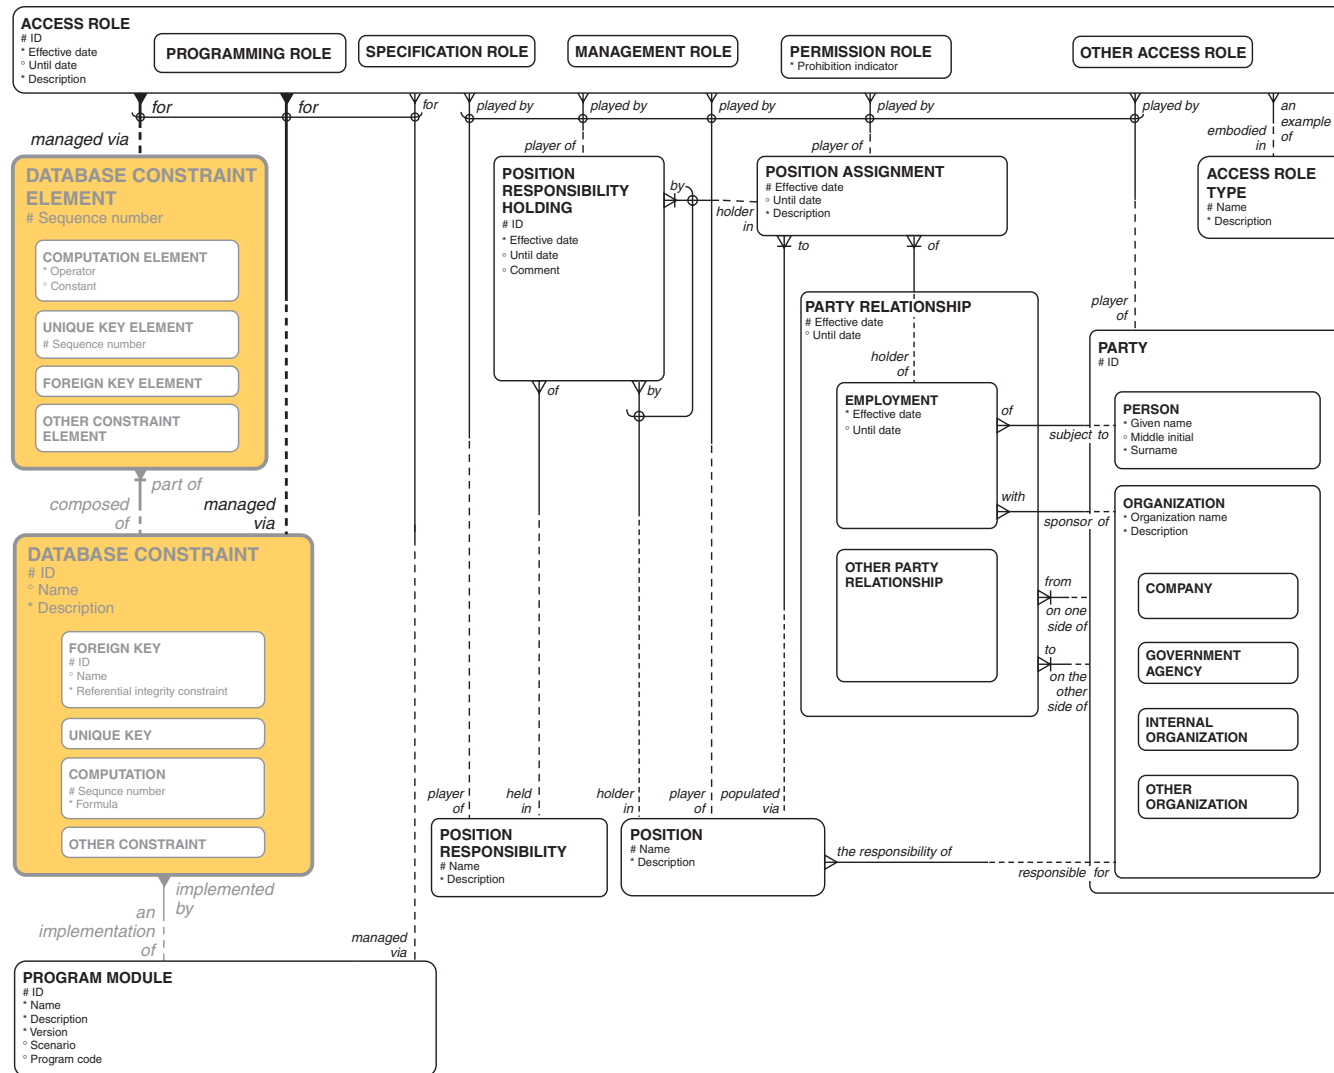 ACCESS ROLE
# ID
* Effective date
° Until date
* Description
PROGRAMMING ROLE
SPECIFICATION ROLE
MANAGEMENT ROLE
PERMISSION ROLE
* Prohibition indicator
OTHER ACCESS ROLE
for
for
for
played by
played by
played by
played by
played by
an
example
of
managed via
player of
player of
embodied
in
DATABASE CONSTRAINT
ELEMENT
# Sequence number
COMPUTATION ELEMENT
* Operator
° Constant
UNIQUE KEY ELEMENT
# Sequence number
FOREIGN KEY ELEMENT
OTHER CONSTRAINT
ELEMENT
POSITION
RESPONSIBILITY
HOLDING
# ID
* Effective date
° Until date
° Comment
by
holder
in
POSITION ASSIGNMENT
# Effective date
° Until date
* Description
ACCESS ROLE
TYPE
# Name
* Description
to
of
player
of
PARTY RELATIONSHIP
# Effective date
° Until date
holder
of
EMPLOYMENT
* Effective date
° Until date
of
subject to
with
sponsor of
OTHER PARTY
RELATIONSHIP
from
on one
side of
to
on the
other
side of
PARTY
# ID
PERSON
* Given name
° Middle initial
* Surname
ORGANIZATION
* Organization name
* Description
COMPANY
GOVERNMENT
AGENCY
INTERNAL
ORGANIZATION
OTHER
ORGANIZATION
of
by
part of
composed
of
managed
via
DATABASE CONSTRAINT
# ID
° Name
* Description
FOREIGN KEY
# ID
° Name
* Referential integrity constraint
UNIQUE KEY
COMPUTATION
# Sequnce number
* Formula
OTHER CONSTRAINT
player
of
held
in
holder
in
player
of
populated
via
POSITION
RESPONSIBILITY
# Name
* Description
POSITION
# Name
* Description
the responsibility of
responsible for
implemented
by
an
implementation
of
managed
via
PROGRAM MODULE
# ID
* Name
* Description
* Version
° Scenario
° Program code